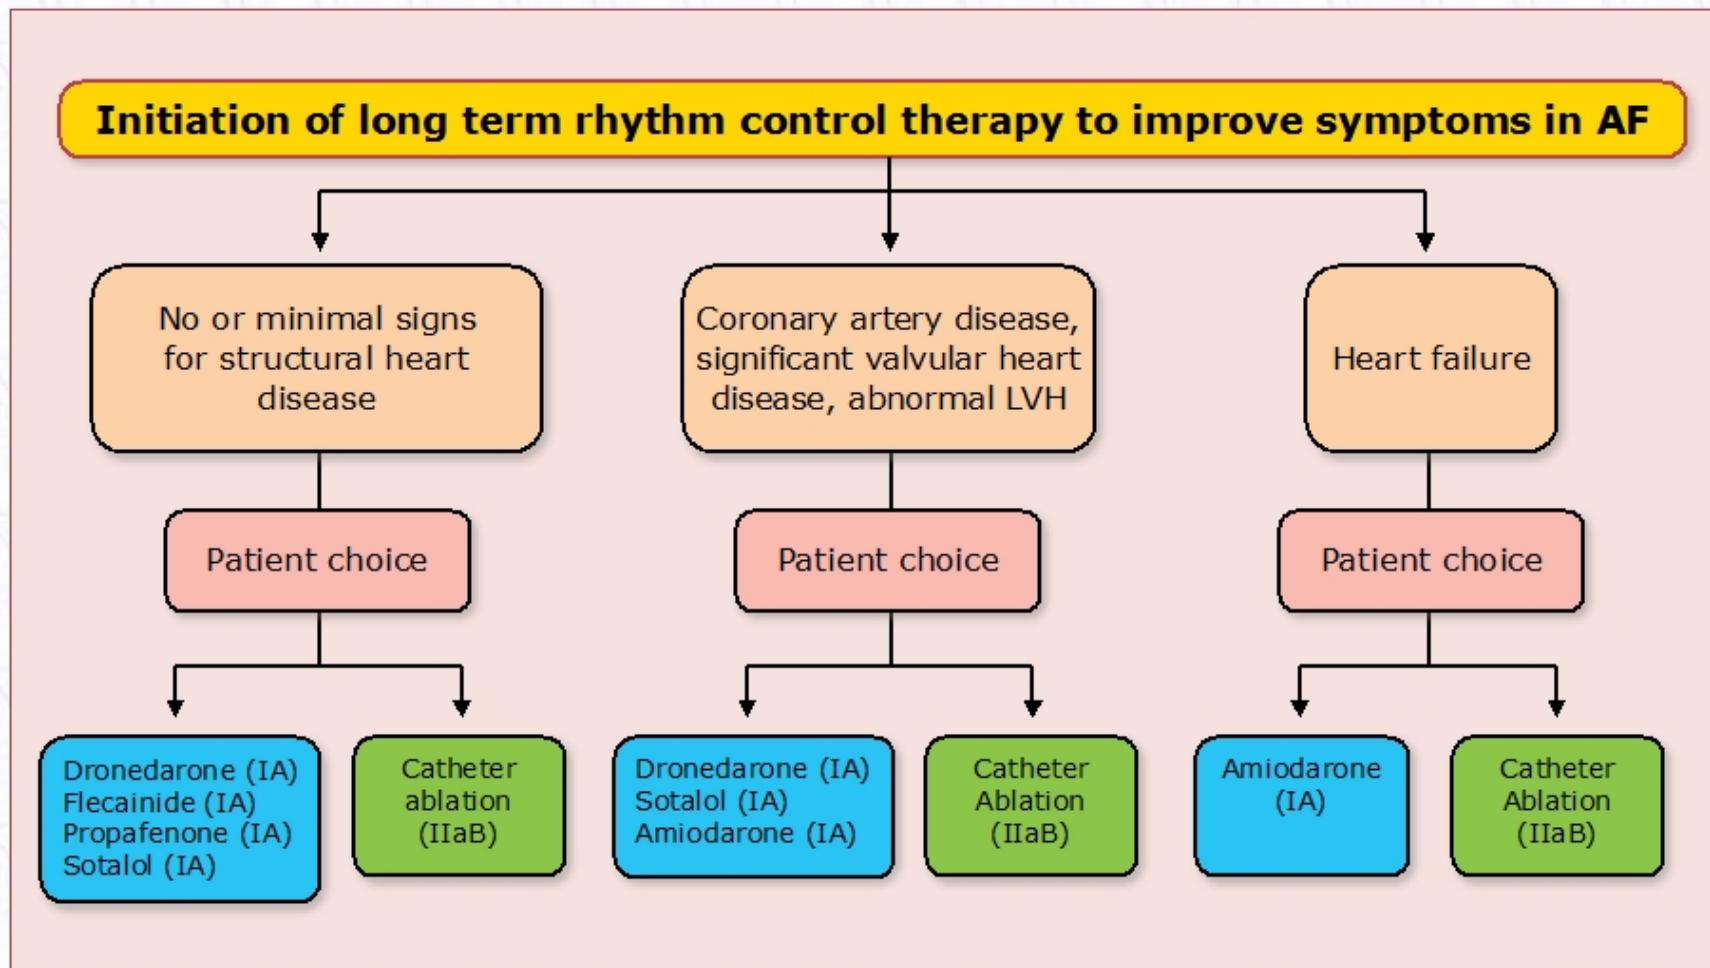 Initiation of long term rhythm control therapy to improve symptoms in AF
No or minimal signs
for structural heart
disease
Coronary artery disease,
significant valvular heart
disease, abnormal LVH
Heart failure
Patient choice
Patient choice
Patient choice
Dronedarone (IA)
Flecainide (IA)
Propafenone (IA)
Sotalol (IA)
Catheter
ablation
(IIaB)
Dronedarone (IA)
Sotalol (IA)
Amiodarone (IA)
Catheter
Ablation
(IIaB)
Amiodarone
(IA)
Catheter
Ablation
(IIaB)